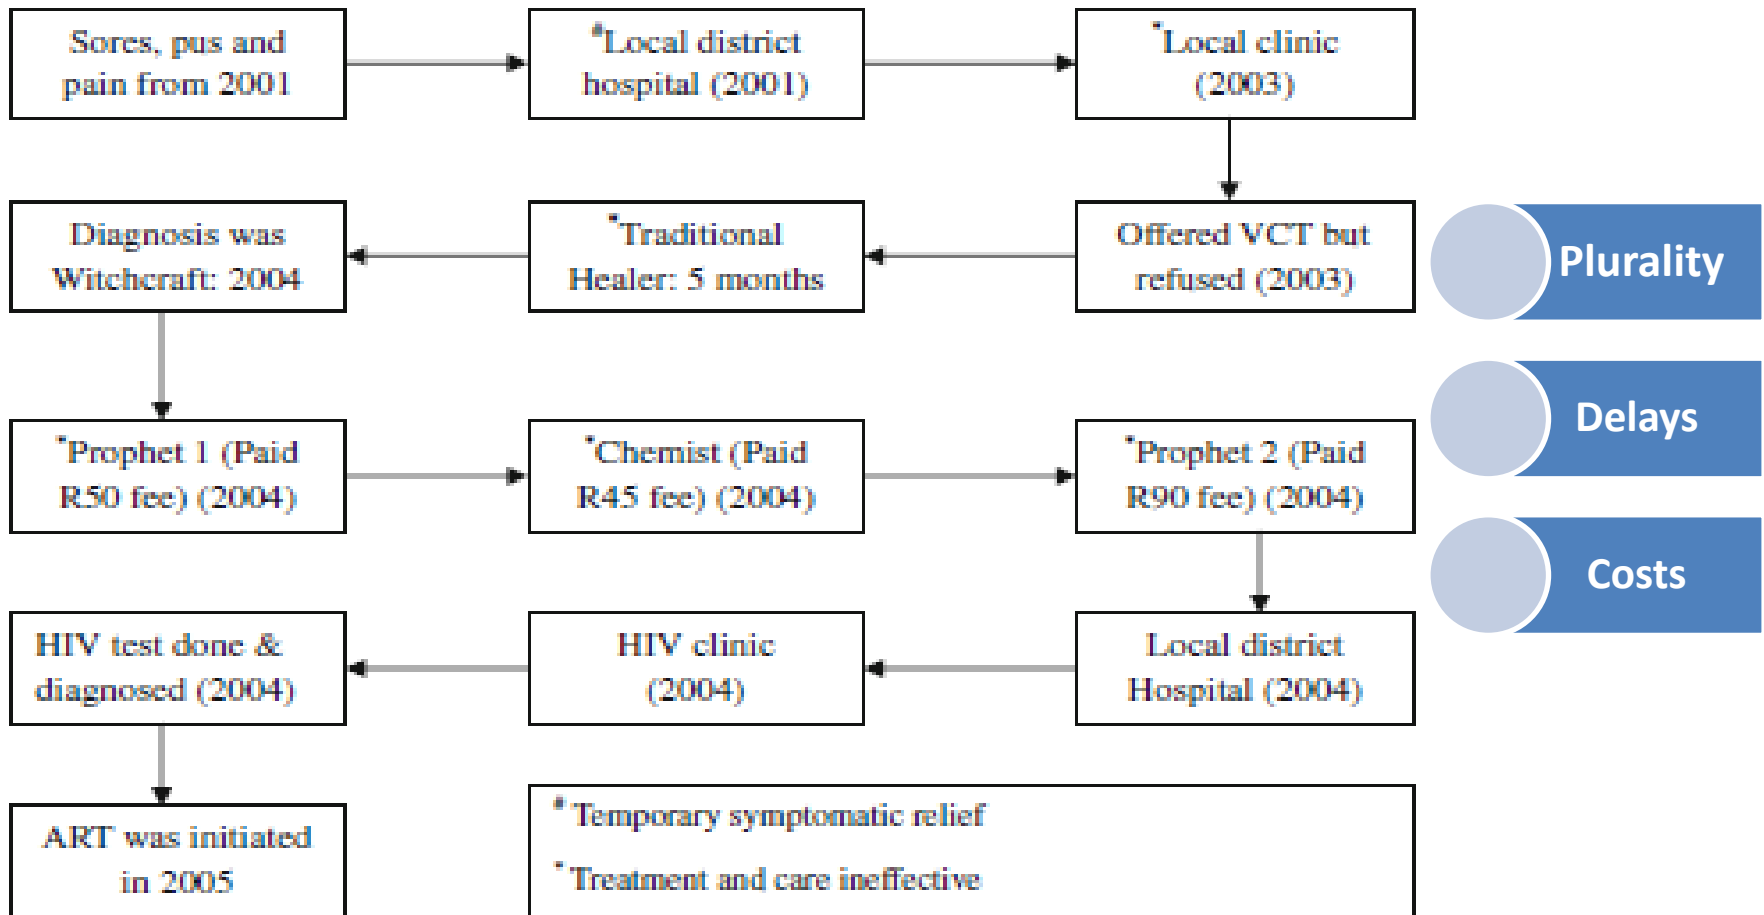 Sores, pus and
pain from 2001
#Local district
hospital (2001)
*Local clinic
(2003)
Offered VCT but
refused (2003)
*Traditional
Healer: 5 months
Diagnosis was
Witchcraft: 2004
*Prophet 1 (Paid
R50 fee) (2004)
*Chemist (Paid
R45 fee) (2004)
*Prophet 2 (Paid
R90 fee) (2004)
Local district
Hospital (2004)
HIV clinic
(2004)
HIV test done &
diagnosed (2004)
ART was initiated
in 2005
# Temporary symptomatic relief
* Treatment and care ineffective
Plurality
Delays
Costs